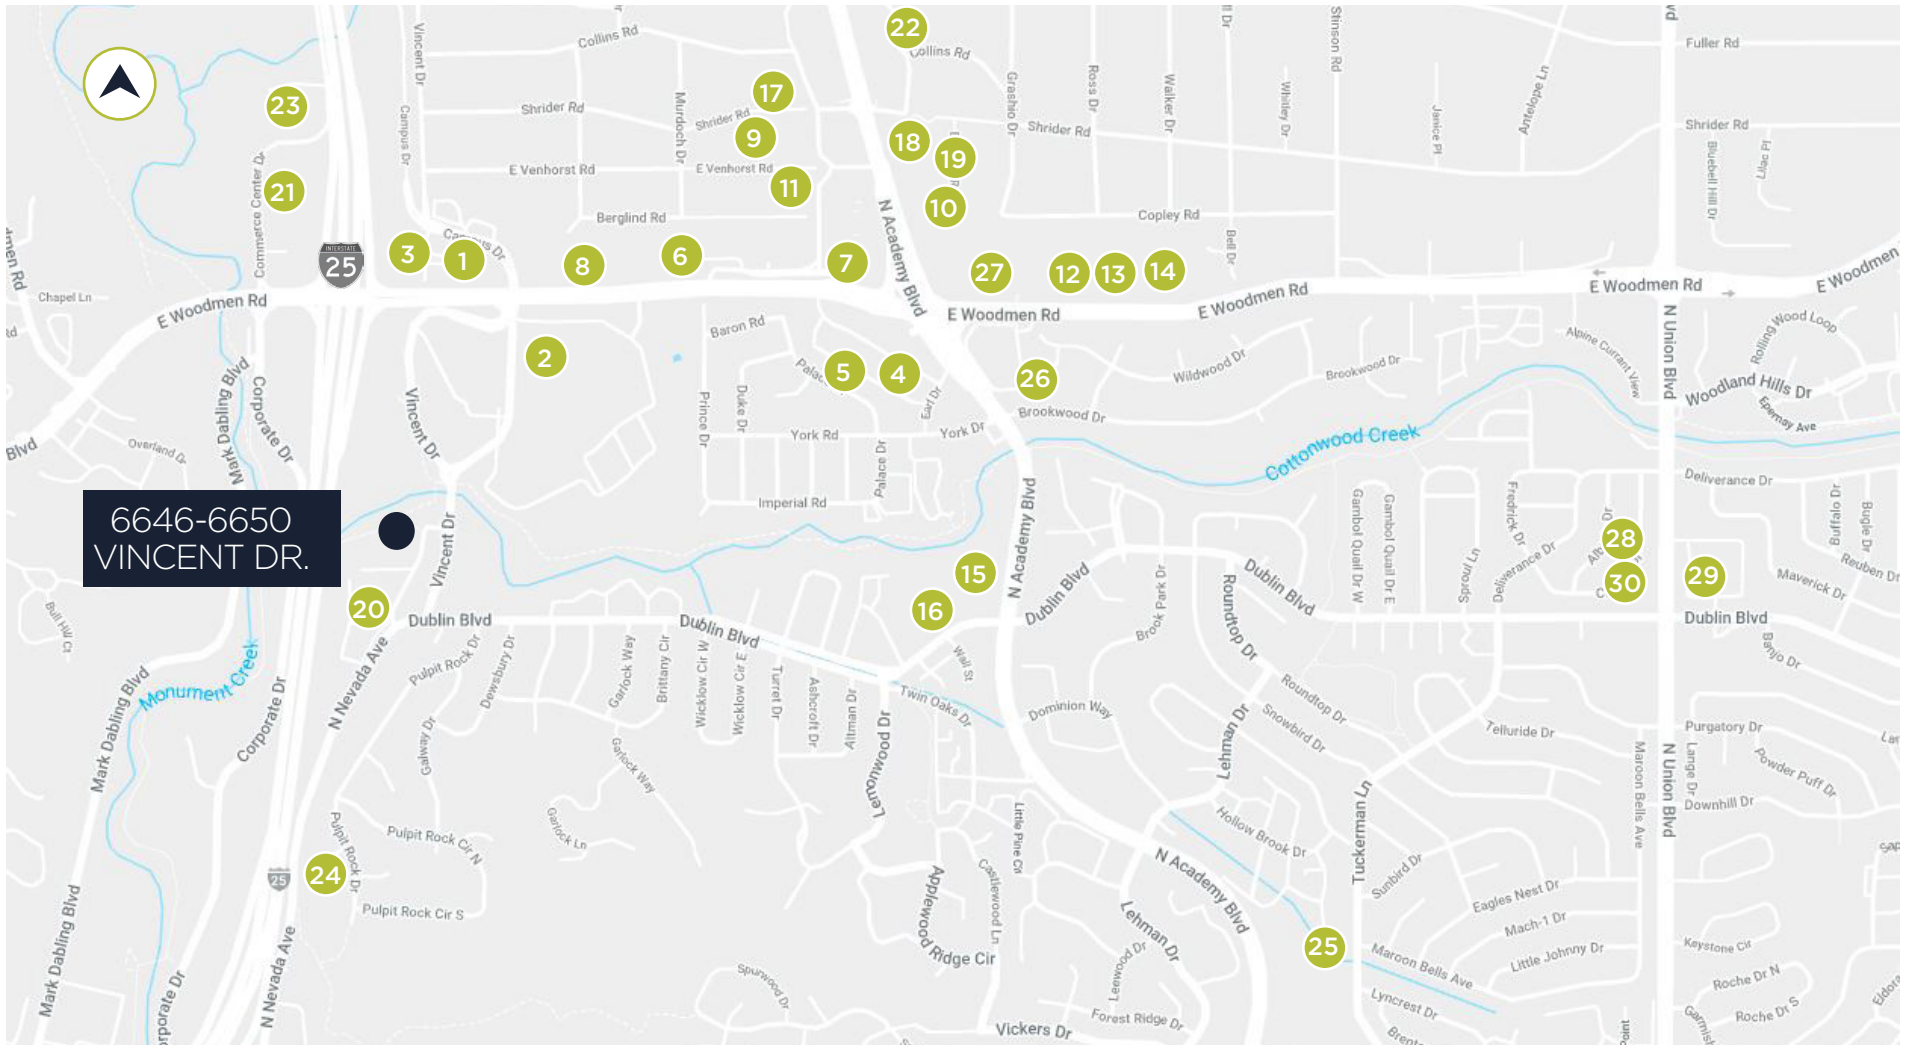 22
Collins Rd
Collins Rd
Vincent Dr
Stinson Rd
Fuller Rd
23
17
Shrider Rd
Shrider Rd
Murdoch Dr
Campus Dr
9
18
19
Grashio Dr
Ross Dr
Walker Dr
Whitley Dr
Janice Pl
Antelope Ln
Shrider Rd
Shrider Rd
Bluebell Hill Dr
Lilac Pl
E Venhorst Rd
E Venhorst Rd
11
21
Commerce Center Dr
Berglind Rd
10
Copley Rd
Bell Dr
N Academy Blvd
3
1
Campus Dr
8
6
7
27
12
13
14
INTERSTATE
25
Chapel Ln
E Woodmen Rd
E Woodmen Rd
E Woodmen Rd
E Woodmen Rd
E Woodmen
N Union Blvd
Rolling Wood Loop
Alpine Currant View
Baron Rd
2
5
4
26
Earl Dr
Wildwood Dr
Brookwood Dr
Brookwood Dr
Woodland Hills Dr
Epernay Ave
Mark Dabling Blvd
Corporate Dr
Vincent Dr
Prince Dr
Duke Dr
York Rd
York Dr
Palace Dr
Imperial Rd
Overland Dr
Blvd
Cottonwood Creek
Deliverance Dr
6646-6650
VINCENT DR.
Vincent Dr
N Academy Blvd
Gambol Quail Dr W
Gambol Quail Dr E
Fredrick Dr
Sproul Ln
Deliverance Dr
28
30
29
Buffalo Dr
Bugle Dr
Reuben Dr
Maverick Dr
15
16
Dublin Blvd
Dublin Blvd
Dublin Blvd
Dublin Blvd
Dublin Blvd
Brook Park Dr
Roundtop Dr
Banjo Dr
20
Bull HW Ct
Monument Creek
Mark Dabling Blvd
Corporate Dr
N Nevada Ave
Pulpit Rock Dr
Dewsbury Dr
Garlock Way
Brittany Cir
Wicklow Cir W
Wicklow Cir E
Turret Dr
Ashcroft Dr
Altman Dr
Wall St
Twin Oaks Dr
Lemonwood Dr
Dominion Way
Roundtop Dr
Snowbird Dr
Lehman Dr
Telluride Dr
Purgatory Dr
Powder Puff Dr
Lange Dr
Downhill Dr
Maroon Bells Ave
N Union Blvd
Galway Dr
Garlock Way
Garlock Ln
Pulpit Rock Cir N
Pulpit Rock Dr
Pulpit Rock Cir S
24
25
Little Pine Cir
Castlewood Ln
Applewood Ridge Cir
N Academy Blvd
Hollow Brook Dr
Tuckerman Ln
Sunbird Dr
Eagles Nest Dr
Mach-1 Dr
Little Johnny Dr
Maroon Bells Ave
Lyncrest Dr
25
Lehman Dr
Leewood Dr
Forest Ridge Dr
Vickers Dr
Spurwood Dr
Keystone Cir
Roche Dr N
Roche Dr S
Mark Dabling Blvd
N Nevada Ave